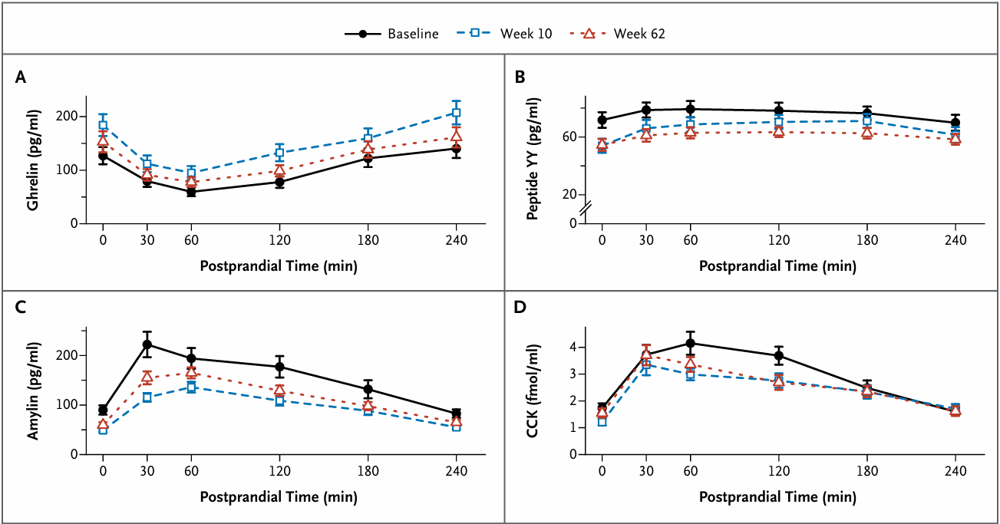 Baseline Week 10 Week 62
A
Ghrelin (pg/ml)
200
100
0
0 30 60 120 180 240
Postprandial Time (min)
B
Peptide YY (pg/ml)
60
20
0
0 30 60 120 180 240
Postprandial Time (min)
C
Amylin (pg/ml)
200
100
0
0 30 60 120 180 240
Postprandial Time (min)
D
CCK (fmol/ml)
4
3
2
1
0
0 30 60 120 180 240
Postprandial Time (min)